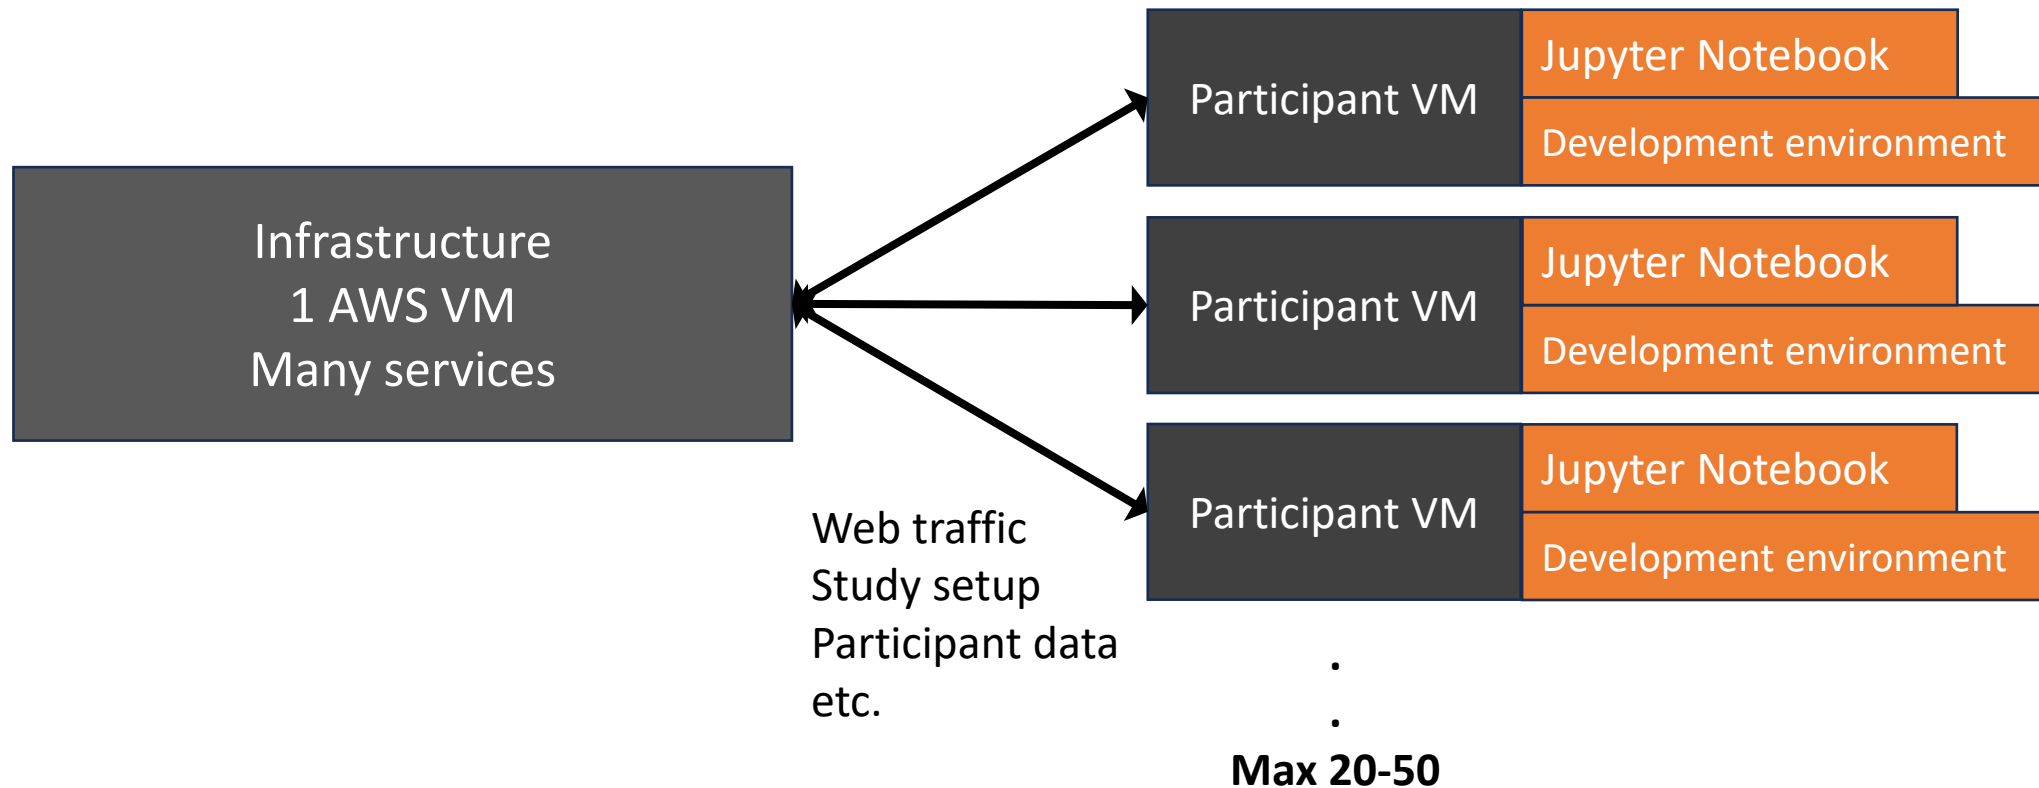 Infrastructure
1 AWS VM
Many services
Web traffic
Study setup
Participant data
etc.
Participant VM
Jupyter Notebook
Development environment
Participant VM
Jupyter Notebook
Development environment
Participant VM
Jupyter Notebook
Development environment
.
.
Max 20-50